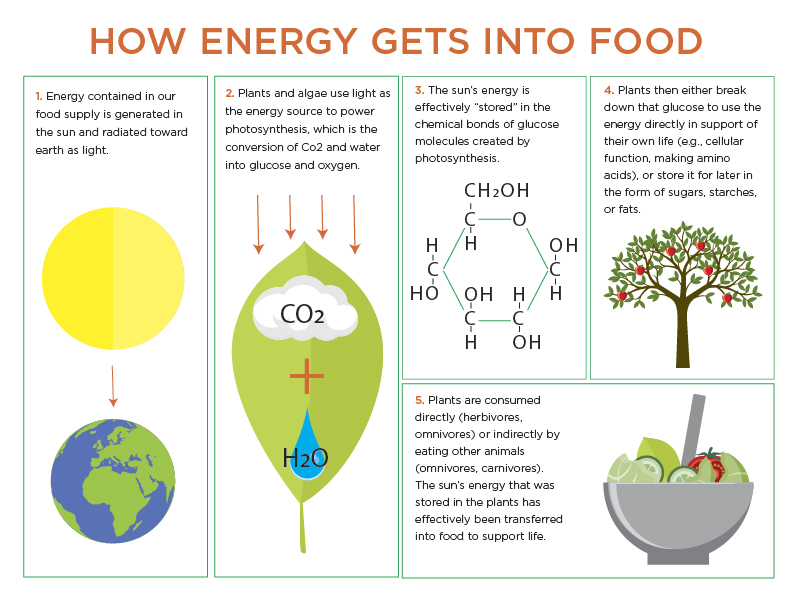 HOW ENERGY GETS INTO FOOD
1. Energy contained in our
food supply is generated in
the sun and radiated toward
earth as light.
2. Plants and algae use light as
the energy source to power
photosynthesis, which is the
conversion of Co2 and water
into glucose and oxygen.
CO2
H2O
3. The sun's energy is
effectively "stored" in the
chemical bonds of glucose
molecules created by
photosynthesis.
CH2OH
C O
H H OH
C C
HO OH H H
C C
H OH
4. Plants then either break
down that glucose to use the
energy directly in support of
their own life (e.g., cellular
function, making amino
acids), or store it for later in
the form of sugars, starches,
or fats.
5. Plants are consumed
directly (herbivores,
omnivores) or indirectly by
eating other animals
(omnivores, carnivores).
The sun's energy that was
stored in the plants has
effectively been transferred
into food to support life.